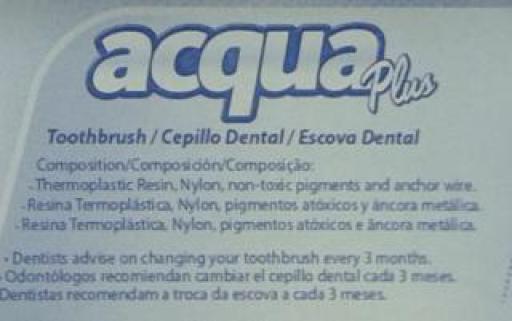 acqua Plus
Toothbrush / Cepillo Dental / Escova Dental
Composition/Composición/Composição:
- Thermoplastic Resin, Nylon, non-toxic pigments and anchor wire.
- Resina Termoplástica, Nylon, pigmentos atóxicos y áncora metálica.
- Resina Termoplástica, Nylon, pigmentos atóxicos e âncora metálica.
• Dentists advise on changing your toothbrush every 3 months.
• Odontólogos recomiendan cambiar el cepillo dental cada 3 meses.
Dentistas recomendam a troca da escova a cada 3 meses.